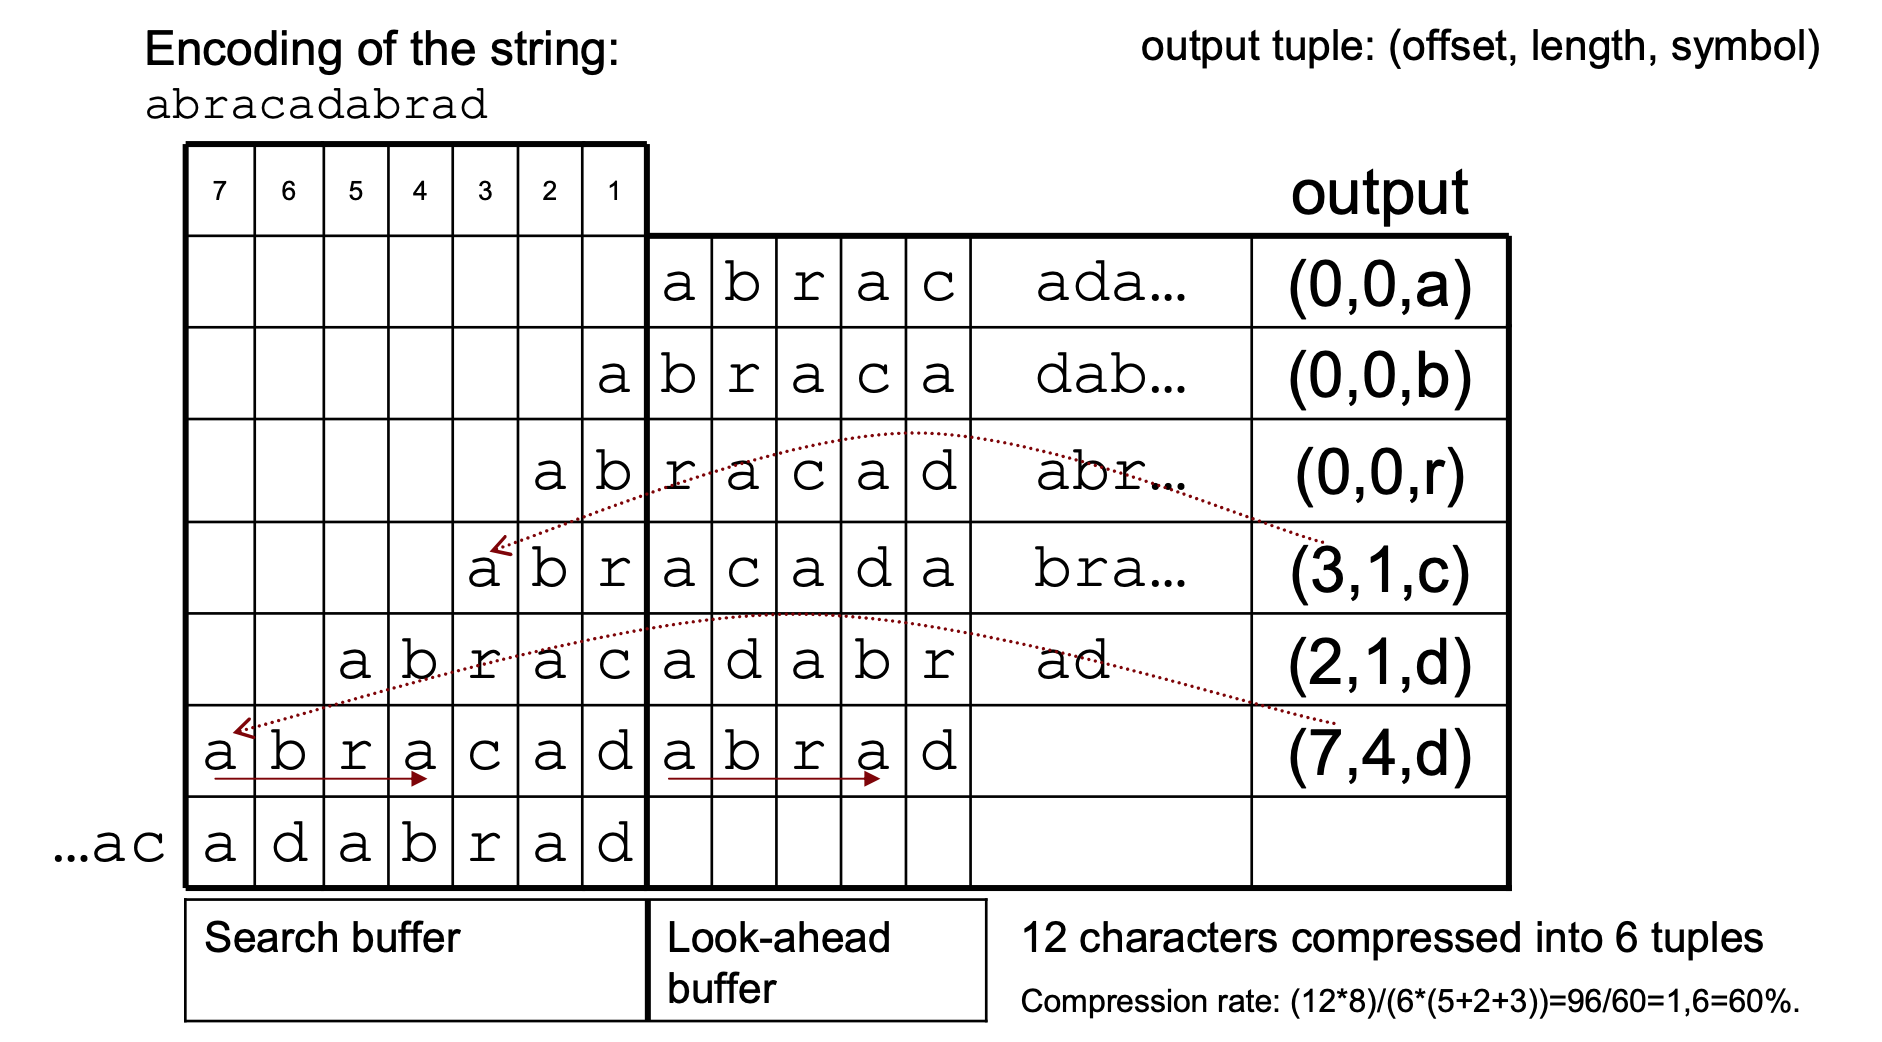 Encoding of the string:
output tuple: (offset, length, symbol)
abracadabrad
7 6 5 4 3 2 1
output
a b r a c ada… (0,0,a)
a b r a c a dab… (0,0,b)
a b r a c a d abr… (0,0,r)
a b r a c a d a bra… (3,1,c)
a b r a c a d a b r ad (2,1,d)
a b r a c a d a b r a d (7,4,d)
…ac a d a b r a d
Search buffer
Look-ahead
buffer
12 characters compressed into 6 tuples
Compression rate: (12*8)/(6*(5+2+3))=96/60=1,6=60%.